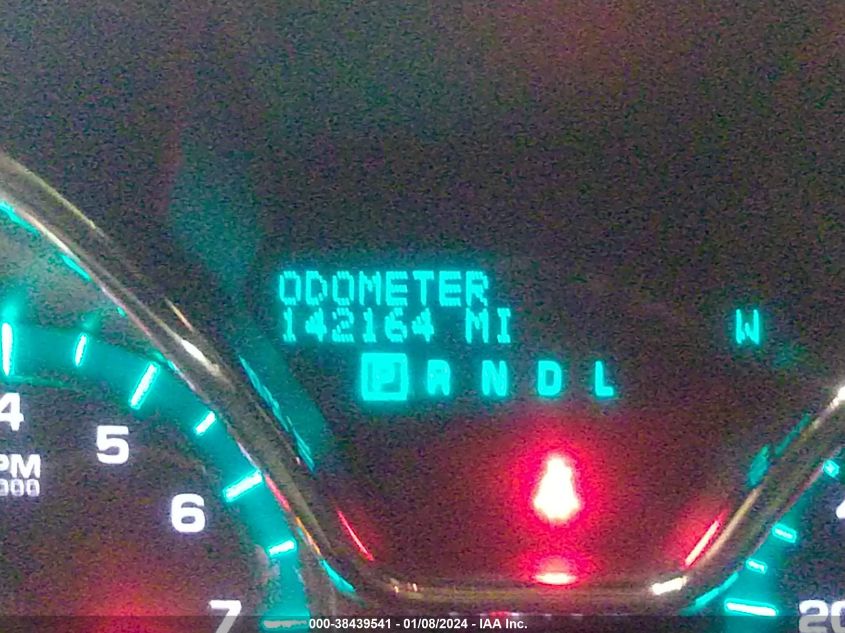 ODOMETER
142164 MI
W
P R N D L
4
5
6
7
PM
000
20
000-38439541 - 01/08/2024 - IAA Inc.